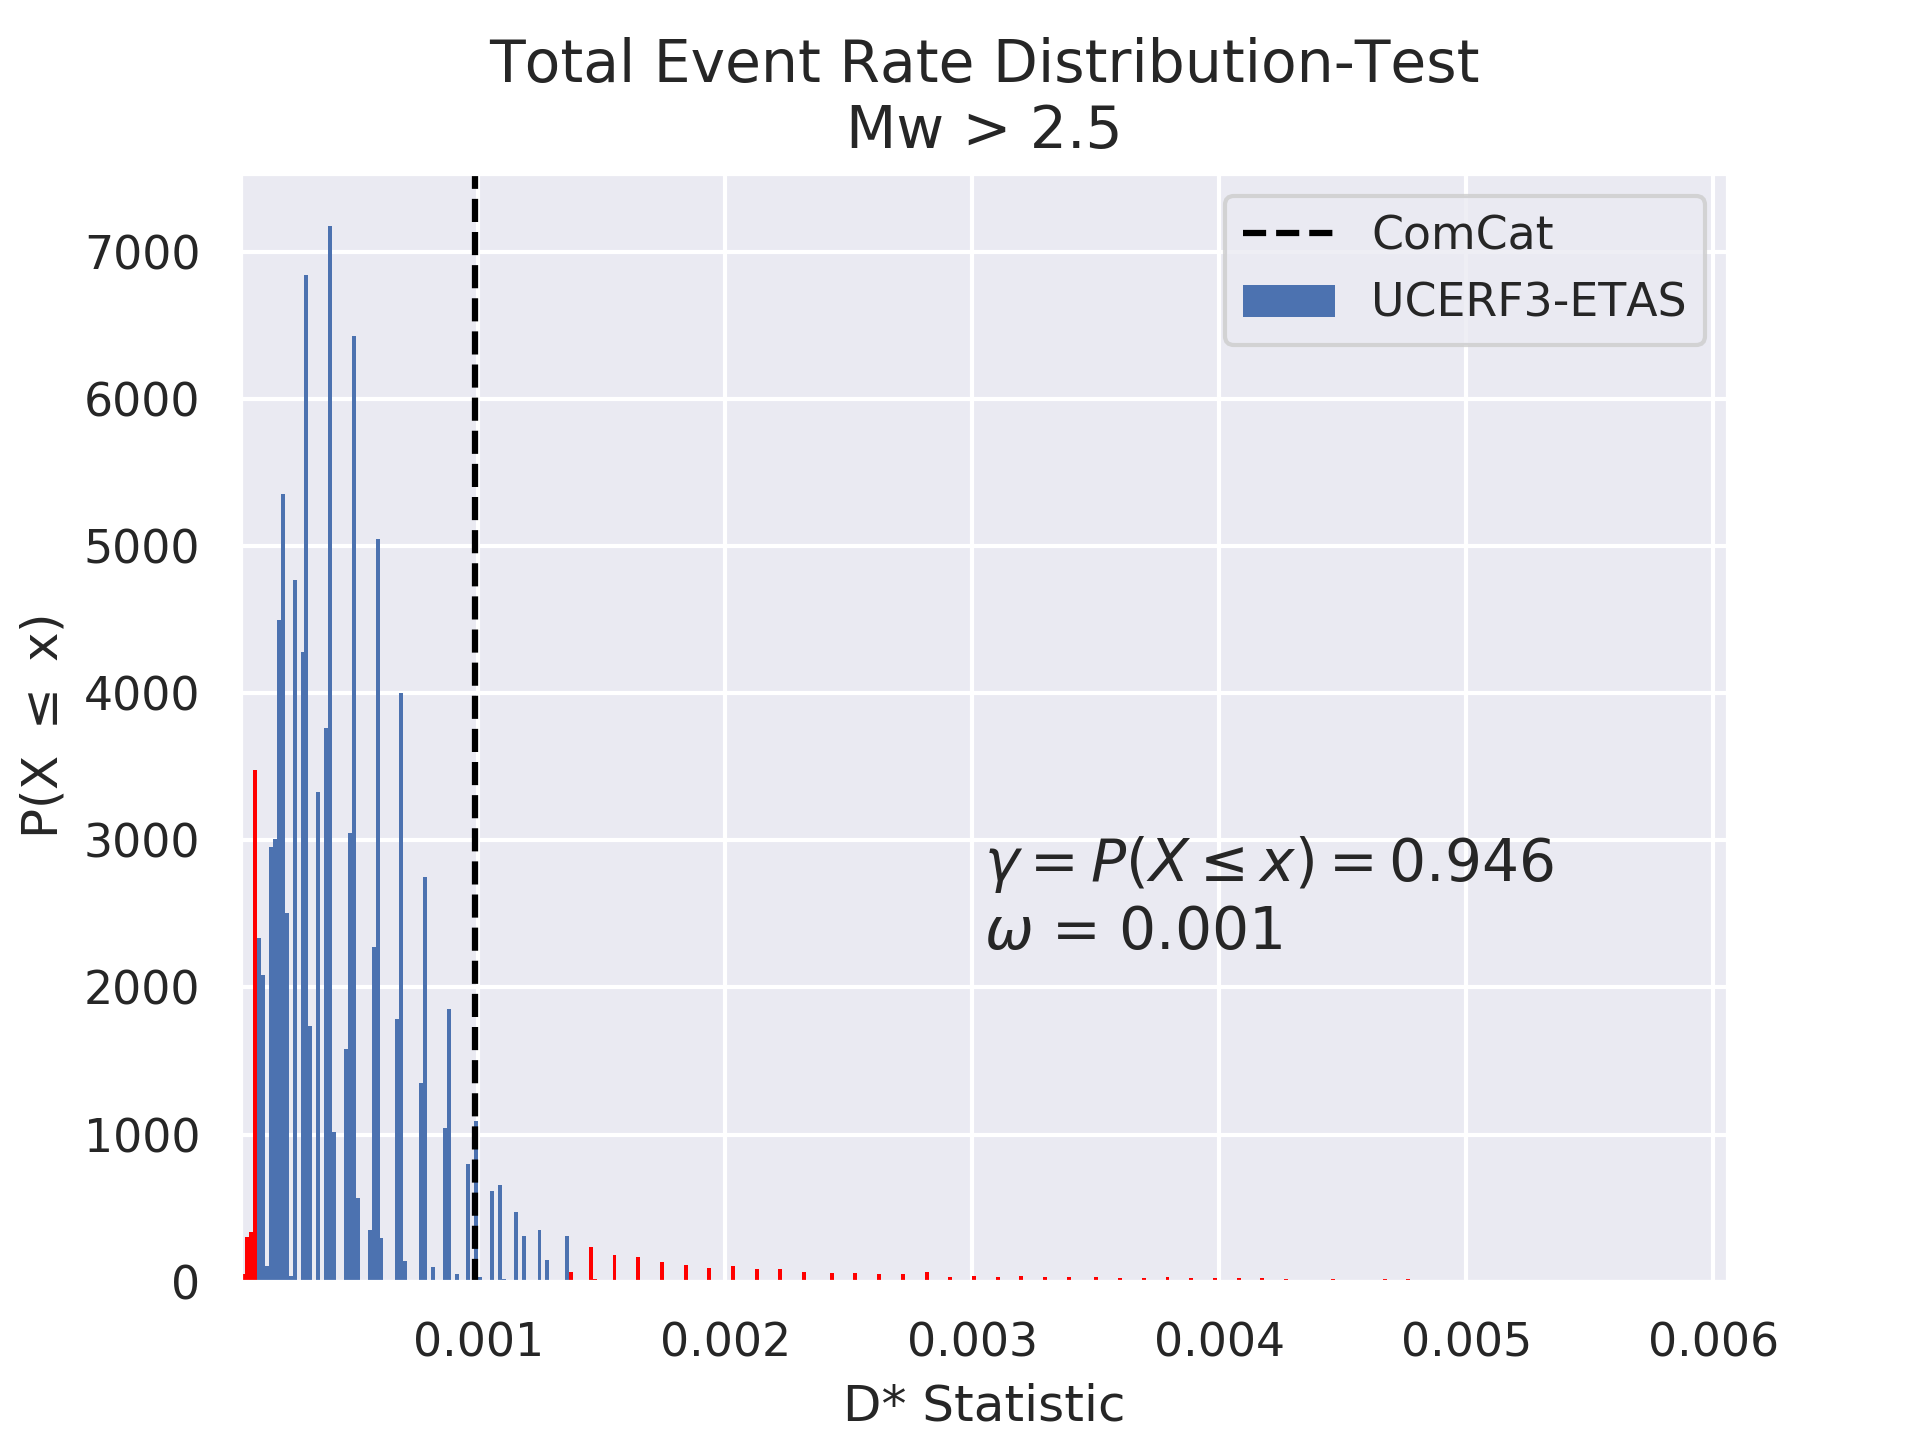 Total Event Rate Distribution-Test
Mw > 2.5
ComCat
UCERF3-ETAS
7000
6000
5000
4000
3000
2000
1000
0
P(X ≤ x)
γ = P(X ≤ x) = 0.946
ω = 0.001
0.001 0.002 0.003 0.004 0.005 0.006
D* Statistic